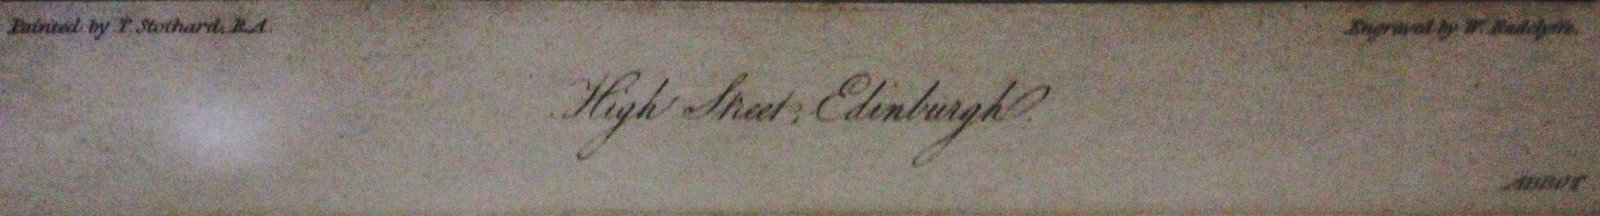 Painted by T. Stothard, R.A.
Engraved by W. Radclyffe.
High Street, Edinburgh.